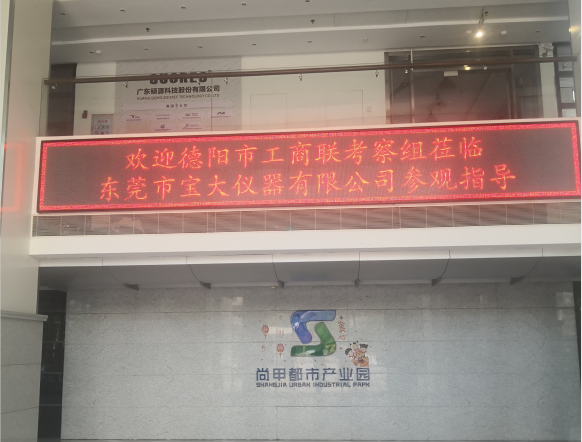 广东硕源科技股份有限公司
欢迎德阳市工商联考察组莅临
东莞市宝大仪器有限公司参观指导
尚甲都市产业园
SHANGJIA URBAN INDUSTRIAL PARK